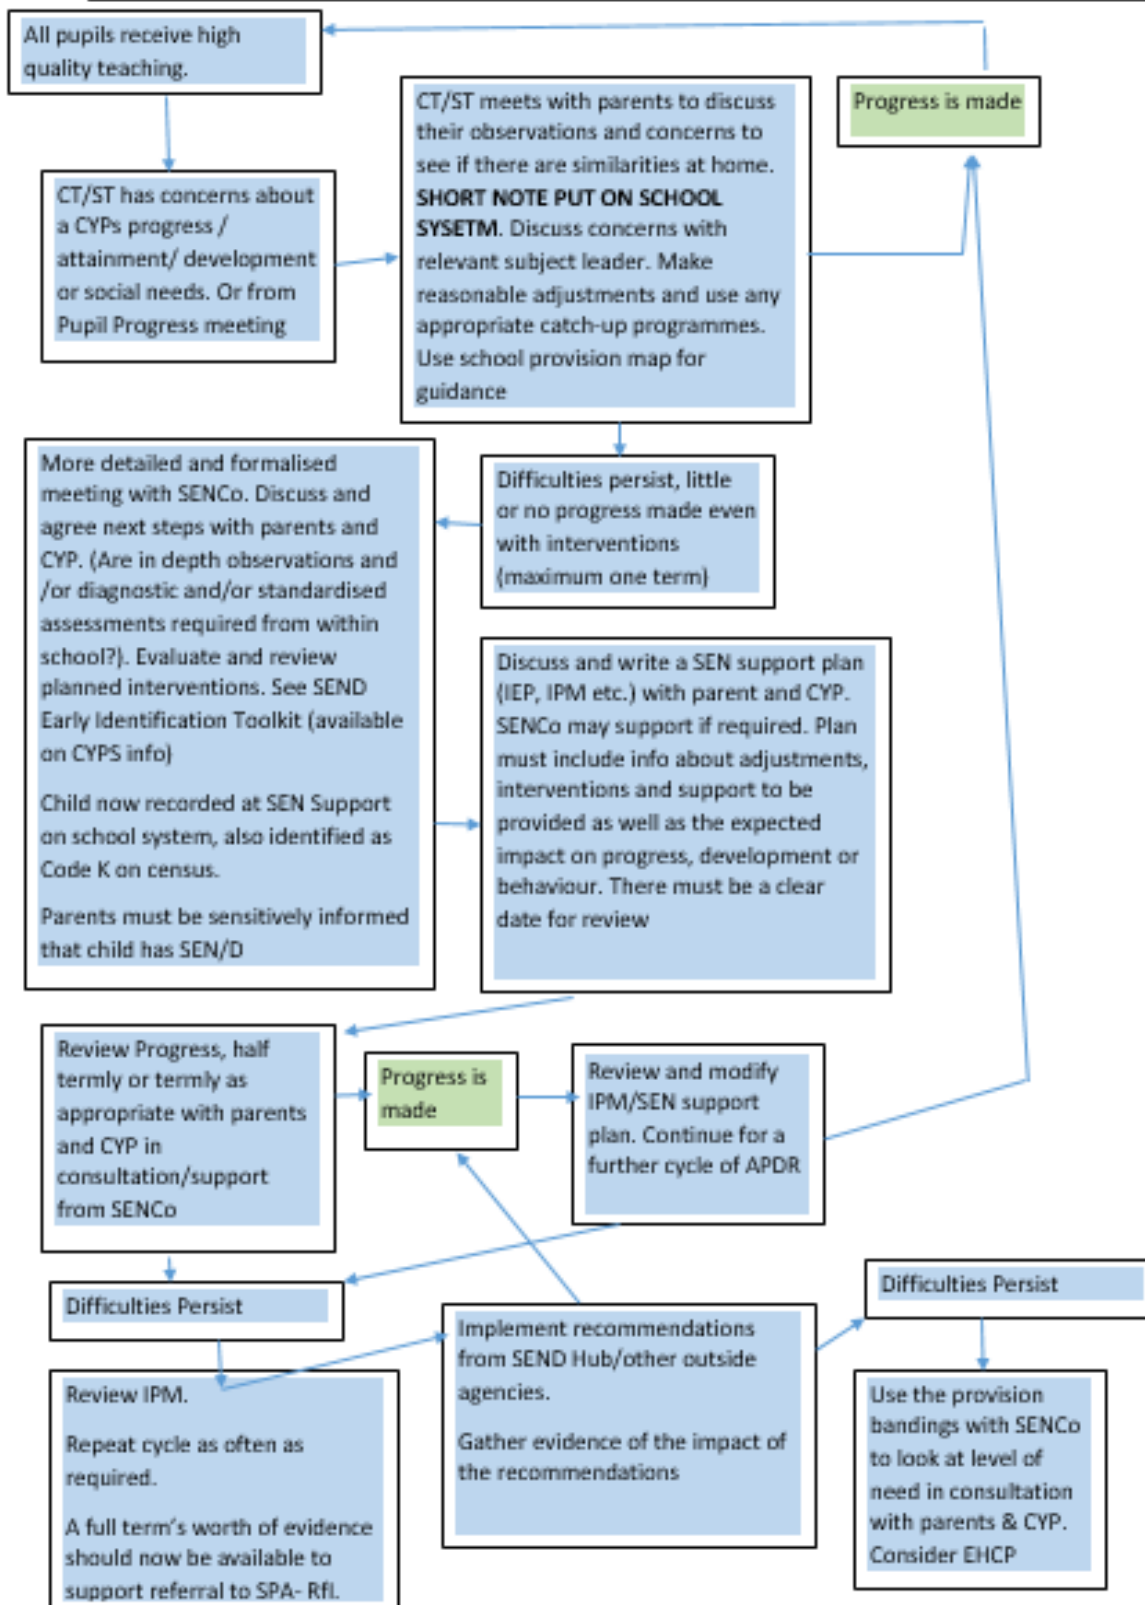 All pupils receive high
quality teaching.
Progress is made
CT/ST meets with parents to discuss
their observations and concerns to
see if there are similarities at home.
SHORT NOTE PUT ON SCHOOL
SYSETM. Discuss concerns with
relevant subject leader. Make
reasonable adjustments and use any
appropriate catch-up programmes.
Use school provision map for
guidance
CT/ST has concerns about
a CYPs progress /
attainment/ development
or social needs. Or from
Pupil Progress meeting
Difficulties persist, little
or no progress made even
with interventions
(maximum one term)
More detailed and formalised
meeting with SENCo. Discuss and
agree next steps with parents and
CYP. (Are in depth observations and
/or diagnostic and/or standardised
assessments required from within
school?). Evaluate and review
planned interventions. See SEND
Early Identification Toolkit (available
on CYPS info)
Child now recorded at SEN Support
on school system, also identified as
Code K on census.
Parents must be sensitively informed
that child has SEN/D
Discuss and write a SEN support plan
(IEP, IPM etc.) with parent and CYP.
SENCo may support if required. Plan
must include info about adjustments,
interventions and support to be
provided as well as the expected
impact on progress, development or
behaviour. There must be a clear
date for review
Review Progress, half
termly or termly as
appropriate with parents
and CYP in
consultation/support
from SENCo
Progress is
made
Review and modify
IPM/SEN support
plan. Continue for a
further cycle of APDR
Difficulties Persist
Review IPM.
Repeat cycle as often as
required.
A full term's worth of evidence
should now be available to
support referral to SPA- RfI.
Implement recommendations
from SEND Hub/other outside
agencies.
Gather evidence of the impact of
the recommendations
Difficulties Persist
Use the provision
bandings with SENCo
to look at level of
need in consultation
with parents & CYP.
Consider EHCP